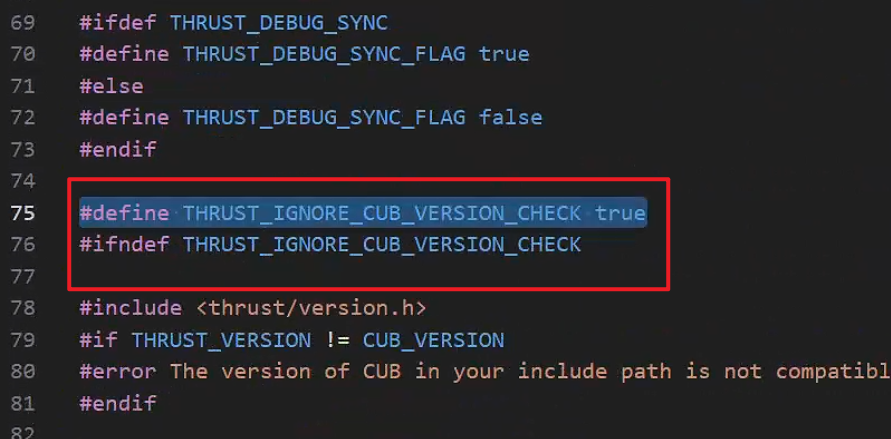 69 #ifdef THRUST_DEBUG_SYNC
70 #define THRUST_DEBUG_SYNC_FLAG true
71 #else
72 #define THRUST_DEBUG_SYNC_FLAG false
73 #endif
74
75 #define THRUST_IGNORE_CUB_VERSION_CHECK true
76 #ifndef THRUST_IGNORE_CUB_VERSION_CHECK
77
78 #include <thrust/version.h>
79 #if THRUST_VERSION != CUB_VERSION
80 #error The version of CUB in your include path is not compatibl
81 #endif
82